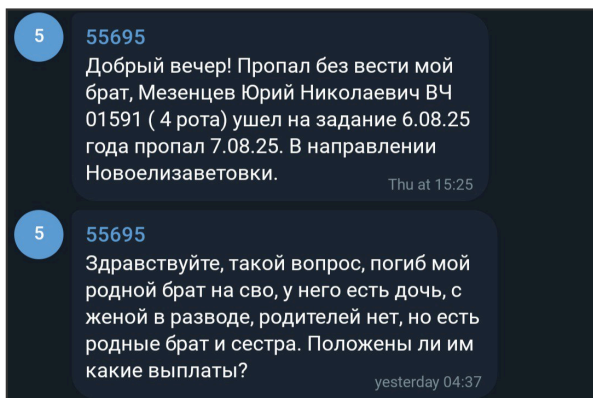 5
55695
Добрый вечер! Пропал без вести мой
брат, Мезенцев Юрий Николаевич ВЧ
01591 ( 4 рота) ушел на задание 6.08.25
года пропал 7.08.25. В направлении
Новоелизаветовки.
Thu at 15:25
5
55695
Здравствуйте, такой вопрос, погиб мой
родной брат на сво, у него есть дочь, с
женой в разводе, родителей нет, но есть
родные брат и сестра. Положены ли им
какие выплаты?
yesterday 04:37